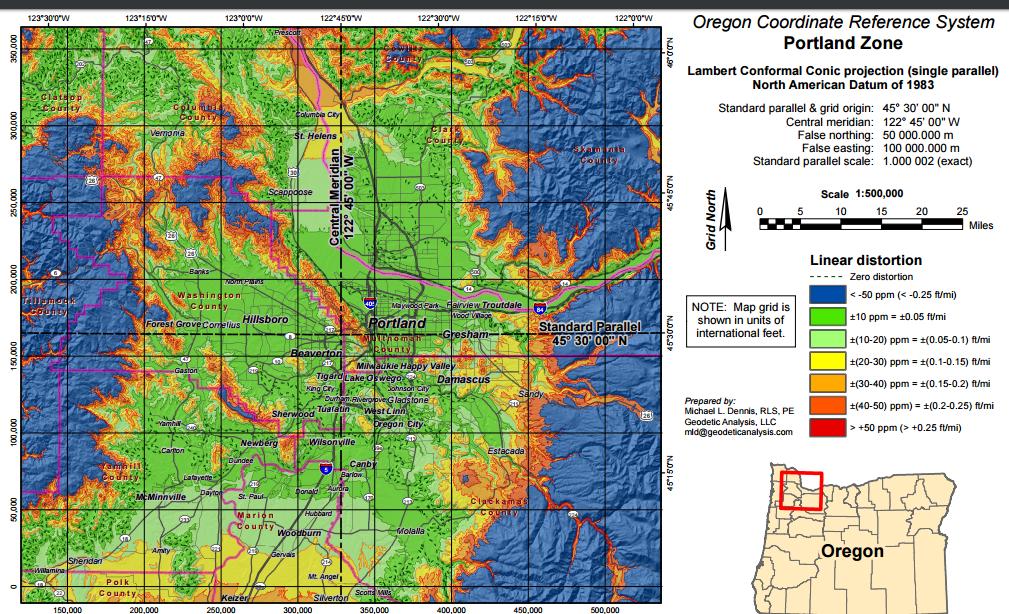 123°30'0"W
123°15'0"W
123°0'0"W
122°45'0"W
122°30'0"W
122°15'0"W
122°0'0"W
Oregon Coordinate Reference System
Portland Zone
Lambert Conformal Conic projection (single parallel)
North American Datum of 1983
Standard parallel & grid origin: 45° 30' 00" N
Central meridian: 122° 45' 00" W
False northing: 50 000.000 m
False easting: 100 000.000 m
Standard parallel scale: 1.000 002 (exact)
Grid North
Scale 1:500,000
0 5 10 15 20 25 Miles
Linear distortion
Zero distortion
< -50 ppm (< -0.25 ft/mi)
±10 ppm = ±0.05 ft/mi
±(10-20) ppm = ±(0.05-0.1) ft/mi
±(20-30) ppm = ±(0.1-0.15) ft/mi
±(30-40) ppm = ±(0.15-0.2) ft/mi
±(40-50) ppm = ±(0.2-0.25) ft/mi
> +50 ppm (> +0.25 ft/mi)
NOTE: Map grid is
shown in units of
international feet.
Prepared by:
Michael L. Dennis, RLS, PE
Geodetic Analysis, LLC
mld@geodeticanalysis.com
Oregon
Prescott
Clatsop
County
Columbia
County
Columbia City
St. Helens
Vernonia
Clark
County
Skamania
County
Scappoose
Central Meridian
122° 45' 00" W
Banks
North Plains
Tillamook
County
Washington
County
Forest Grove
Cornelius
Hillsboro
Maywood Park
Fairview
Troutdale
Wood Village
Portland
Multnomah
County
Gresham
Standard Parallel
45° 30' 00" N
Beaverton
Milwaukie
Happy Valley
Gaston
Tigard
Lake Oswego
Damascus
King City
Johnson City
Durham
Rivergrove
Gladstone
Sandy
Sherwood
Tualatin
West Linn
Oregon City
Yamhill
Newberg
Wilsonville
Carlton
Dundee
Canby
Estacada
Yamhill
County
Lafayette
Barlow
Dayton
St. Paul
Donald
Aurora
McMinnville
Clackamas
County
Marion
County
Hubbard
Woodburn
Molalla
Amity
Gervais
Sheridan
Willamina
Mt. Angel
Polk
County
Keizer
Silverton
Scotts Mills
350,000
300,000
250,000
200,000
150,000
100,000
50,000
0
46°0'0"N
45°45'0"N
45°30'0"N
45°15'0"N
150,000
200,000
250,000
300,000
350,000
400,000
450,000
500,000